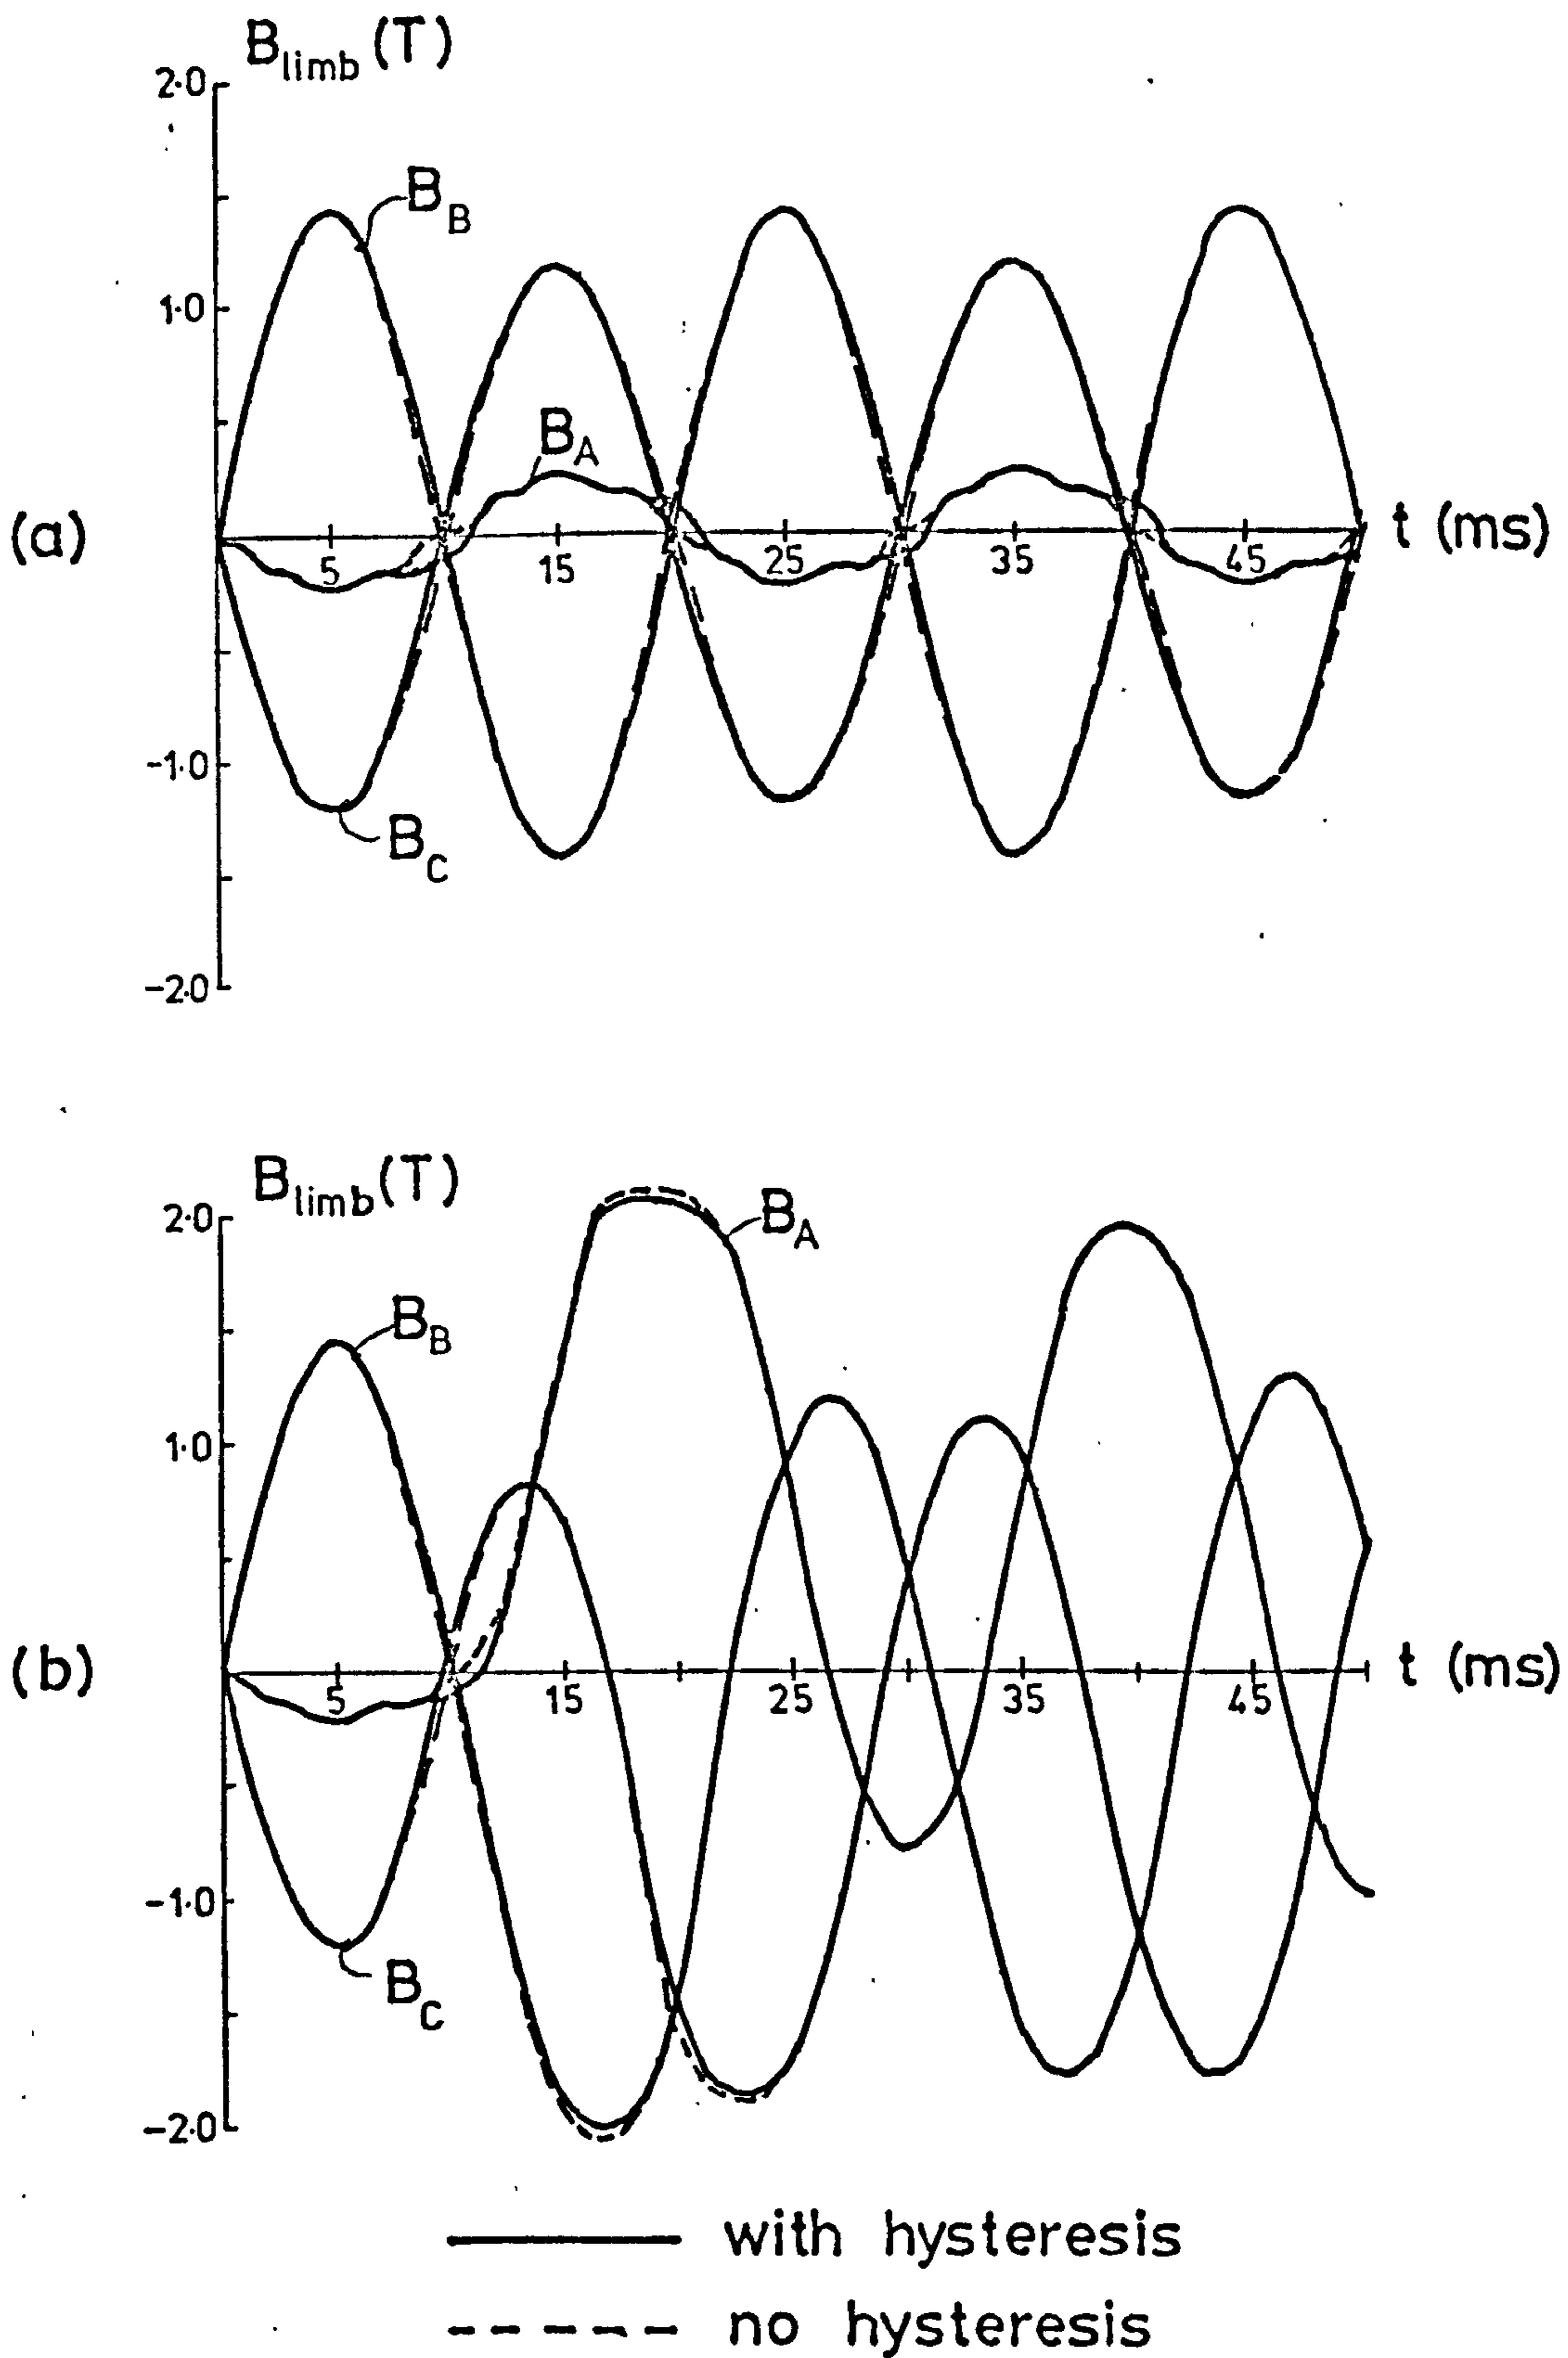 B_limb (T)
2.0
B_B
1.0
B_A
(a)
5
15
25
35
45
t (ms)
-1.0
B_C
-2.0
B_limb (T)
2.0
B_A
B_B
1.0
(b)
5
15
25
35
45
t (ms)
-1.0
B_C
-2.0
with hysteresis
no hysteresis